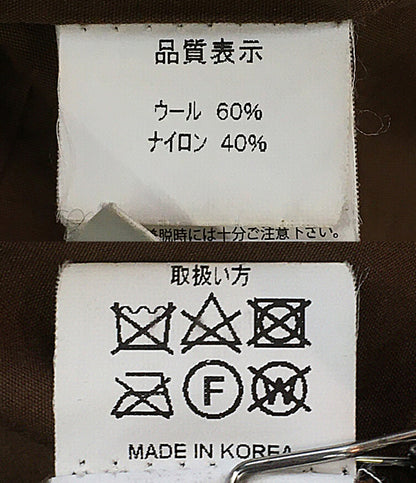 品質表示
ウール 60%
ナイロン 40%
脱時には十分ご注意下さい。
取扱い方
F
W
MADE IN KOREA